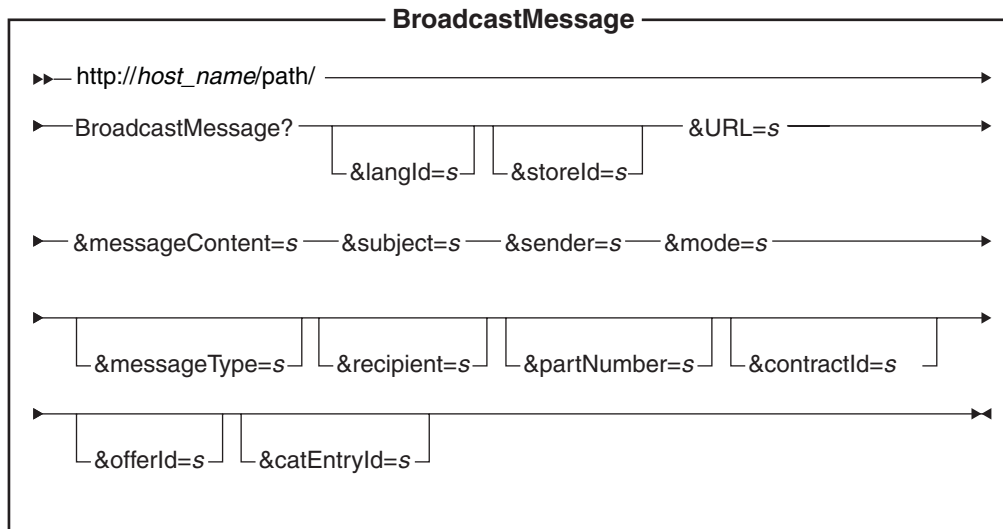 BroadcastMessage
http://host_name/path/
BroadcastMessage? &URL=s
&langId=s &storeId=s
&messageContent=s &subject=s &sender=s &mode=s
&messageType=s &recipient=s &partNumber=s &contractId=s
&offerId=s &catEntryId=s